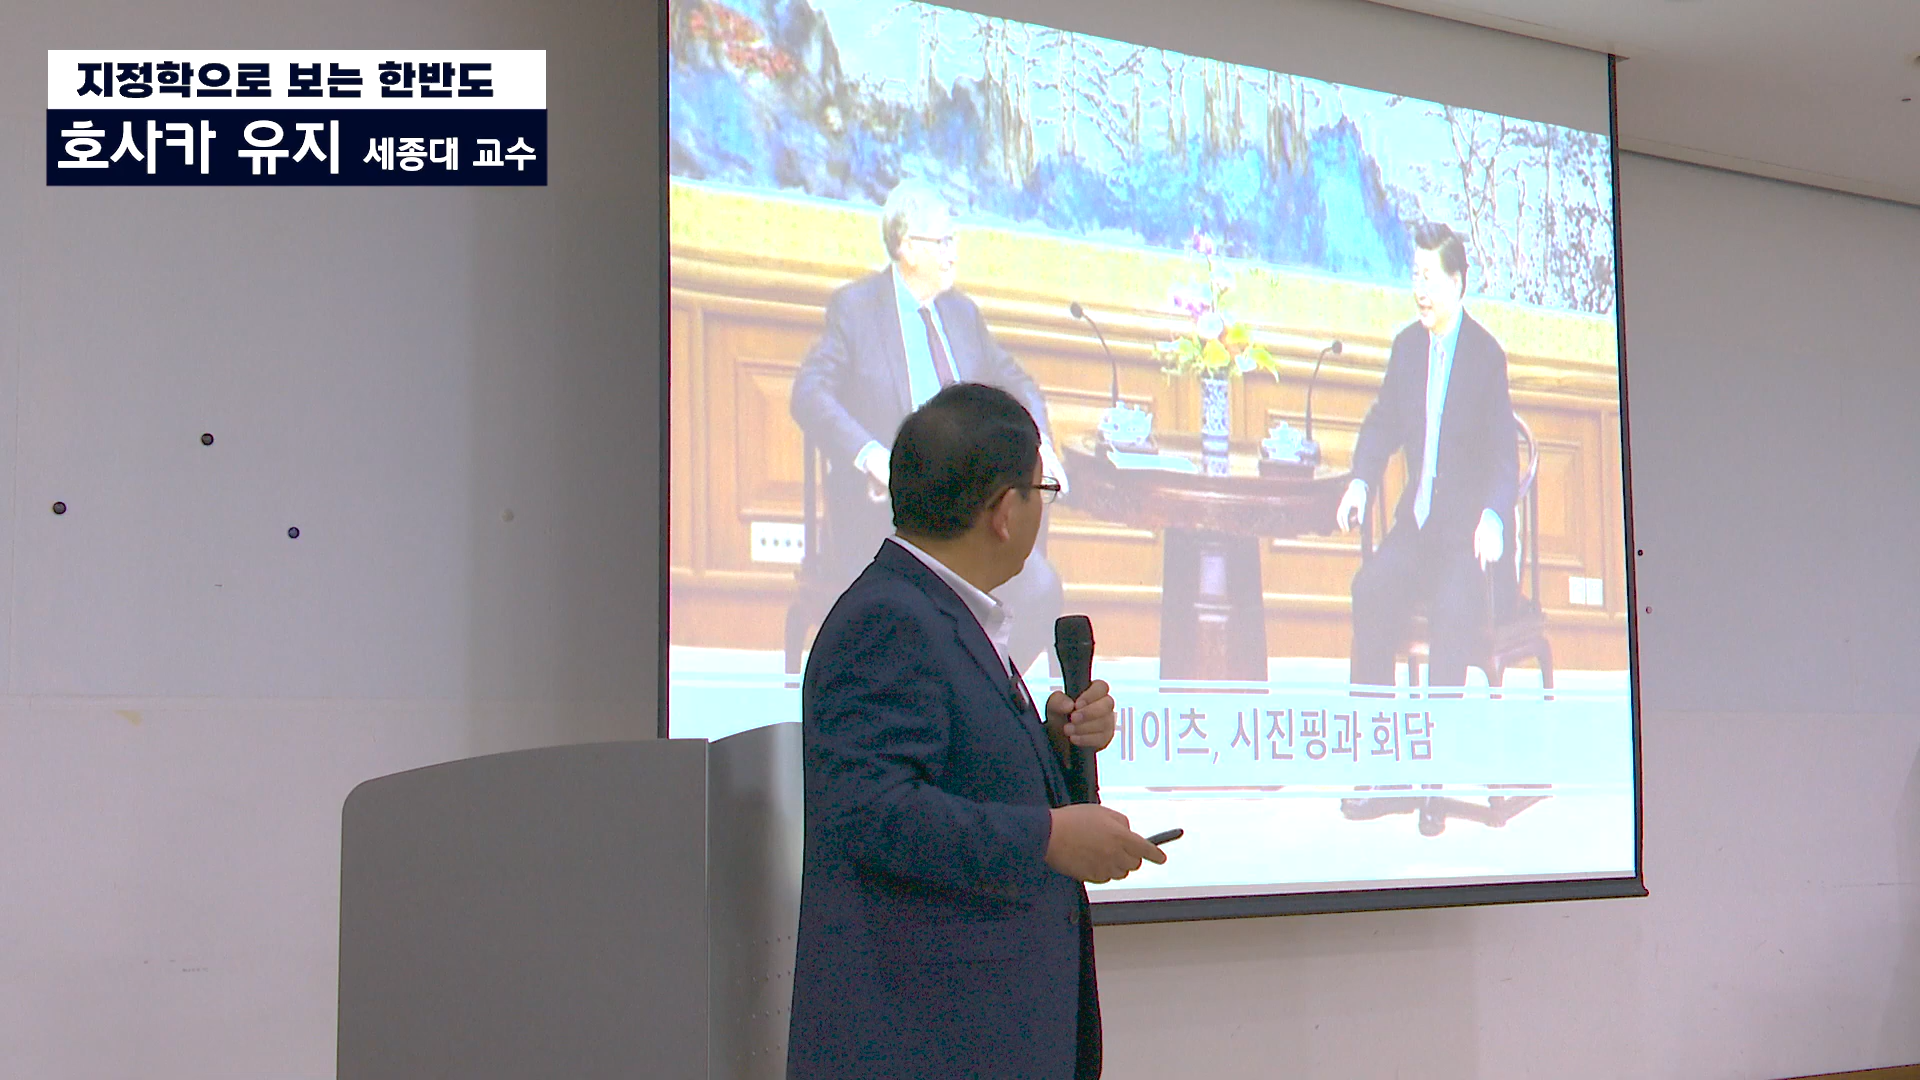 지정학으로 보는 한반도
호사카 유지 세종대 교수
게이츠, 시진핑과 회담